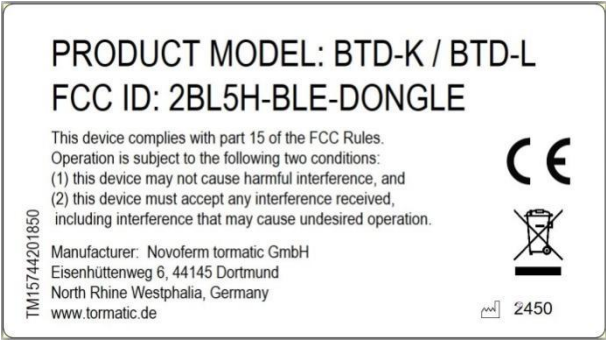 PRODUCT MODEL: BTD-K / BTD-L
FCC ID: 2BL5H-BLE-DONGLE
This device complies with part 15 of the FCC Rules.
Operation is subject to the following two conditions:
(1) this device may not cause harmful interference, and
(2) this device must accept any interference received,
including interference that may cause undesired operation.
Manufacturer: Novoferm tormatic GmbH
Eisenhüttenweg 6, 44145 Dortmund
North Rhine Westphalia, Germany
www.tormatic.de
TM15744201850
CE
2450